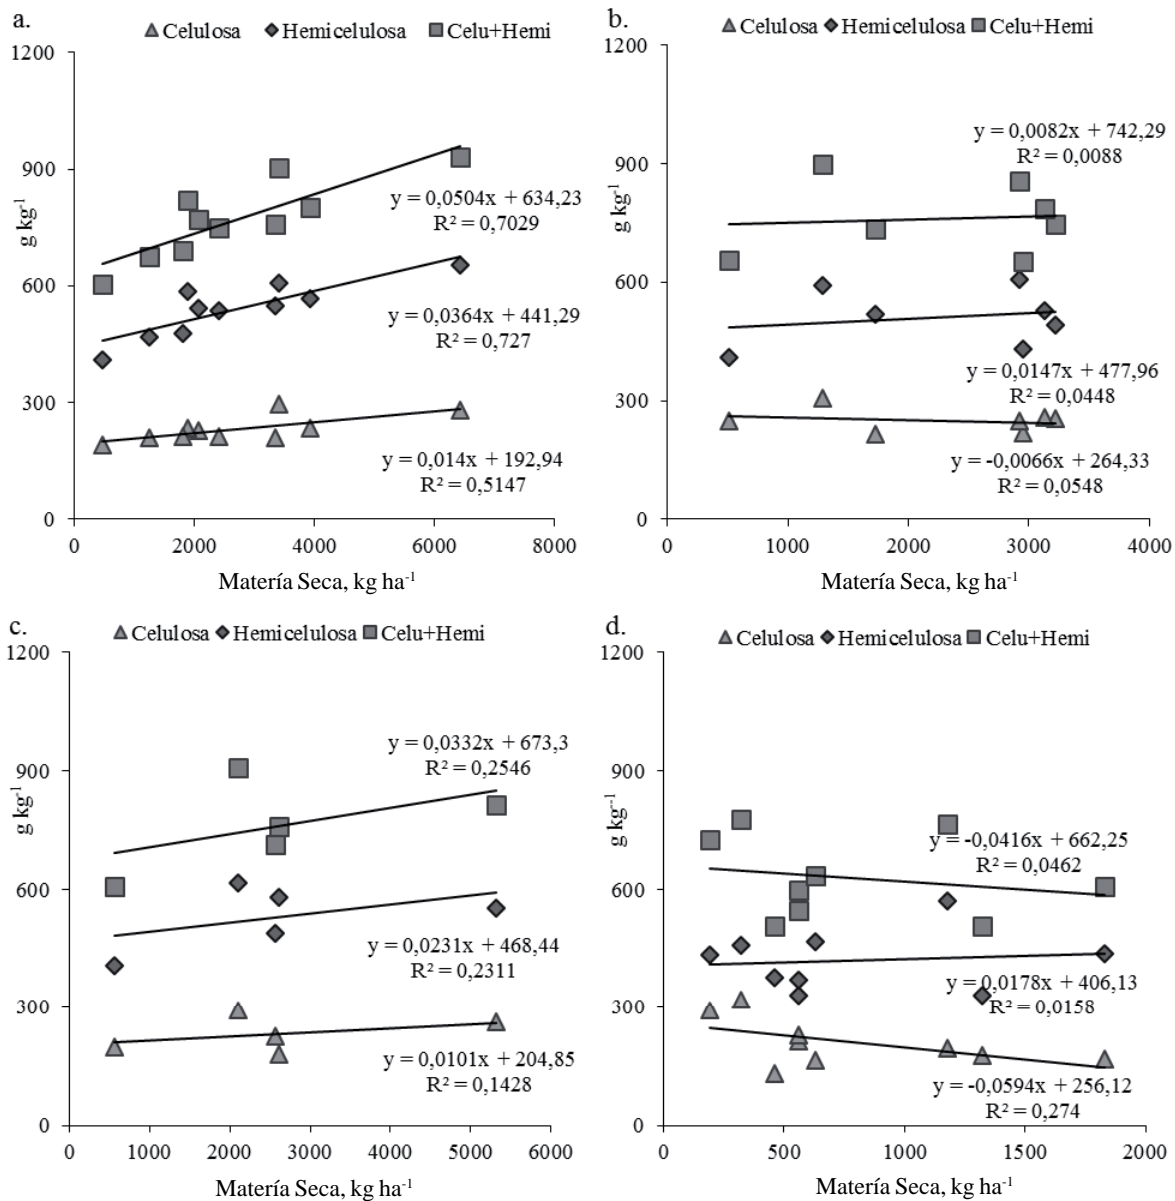 a.
Celulosa Hemicelulosa Celu+Hemi
1200
900
600
300
0
g kg⁻¹
y = 0,0504x + 634,23
R² = 0,7029
y = 0,0364x + 441,29
R² = 0,727
y = 0,014x + 192,94
R² = 0,5147
0 2000 4000 6000 8000
Matería Seca, kg ha⁻¹
b.
Celulosa Hemicelulosa Celu+Hemi
1200
900
600
300
0
g kg⁻¹
y = 0,0082x + 742,29
R² = 0,0088
y = 0,0147x + 477,96
R² = 0,0448
y = -0,0066x + 264,33
R² = 0,0548
0 1000 2000 3000 4000
Matería Seca, kg ha⁻¹
c.
Celulosa Hemicelulosa Celu+Hemi
1200
900
600
300
0
g kg⁻¹
y = 0,0332x + 673,3
R² = 0,2546
y = 0,0231x + 468,44
R² = 0,2311
y = 0,0101x + 204,85
R² = 0,1428
0 1000 2000 3000 4000 5000 6000
Matería Seca, kg ha⁻¹
d.
Celulosa Hemicelulosa Celu+Hemi
1200
900
600
300
0
g kg⁻¹
y = -0,0416x + 662,25
R² = 0,0462
y = 0,0178x + 406,13
R² = 0,0158
y = -0,0594x + 256,12
R² = 0,274
0 500 1000 1500 2000
Matería Seca, kg ha⁻¹